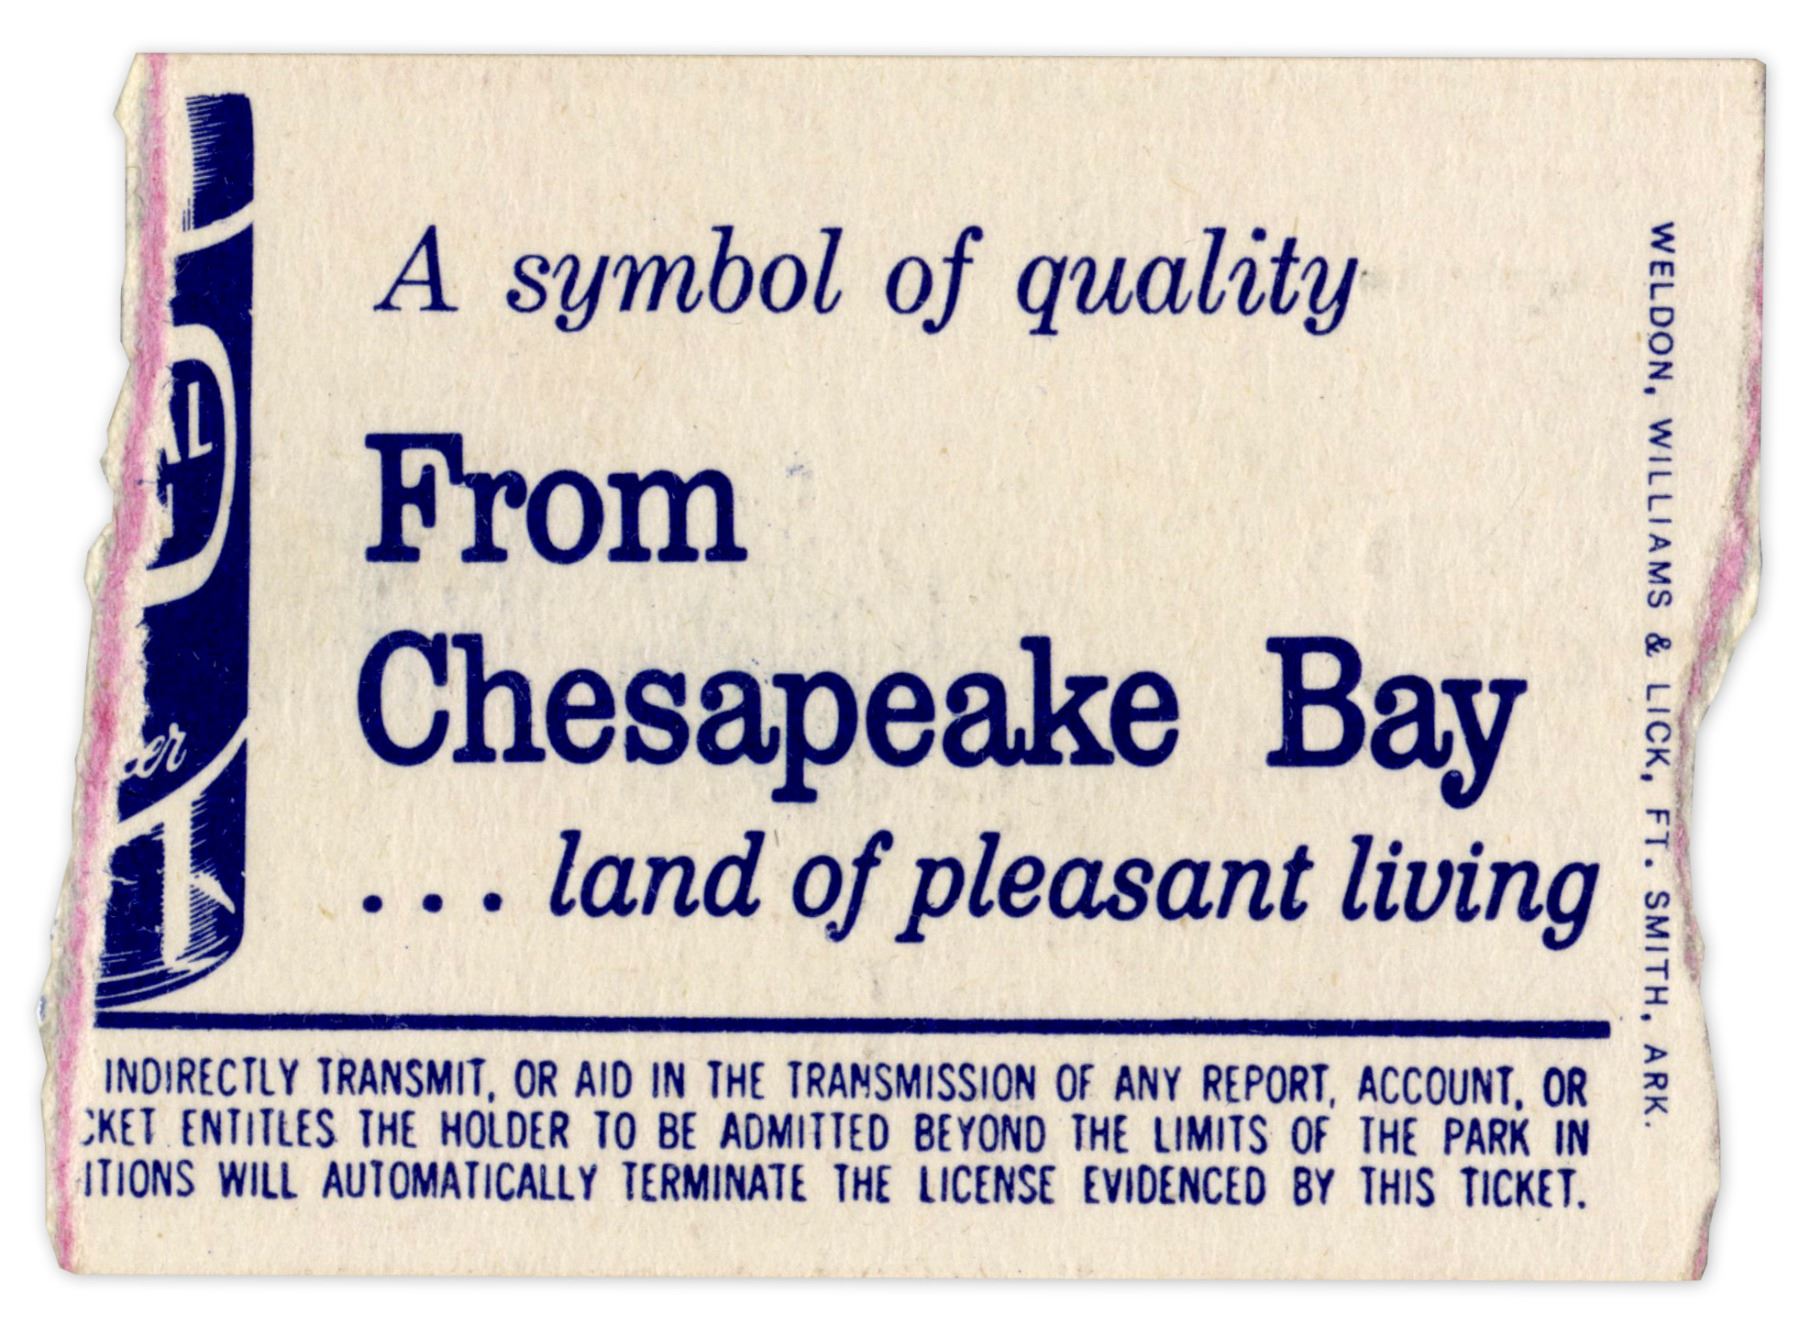 A symbol of quality
From
Chesapeake Bay
. . . land of pleasant living
INDIRECTLY TRANSMIT, OR AID IN THE TRANSMISSION OF ANY REPORT, ACCOUNT, OR
CKET ENTITLES THE HOLDER TO BE ADMITTED BEYOND THE LIMITS OF THE PARK IN
ITIONS WILL AUTOMATICALLY TERMINATE THE LICENSE EVIDENCED BY THIS TICKET.
WELDON, WILLIAMS & LICK, FT. SMITH, ARK.